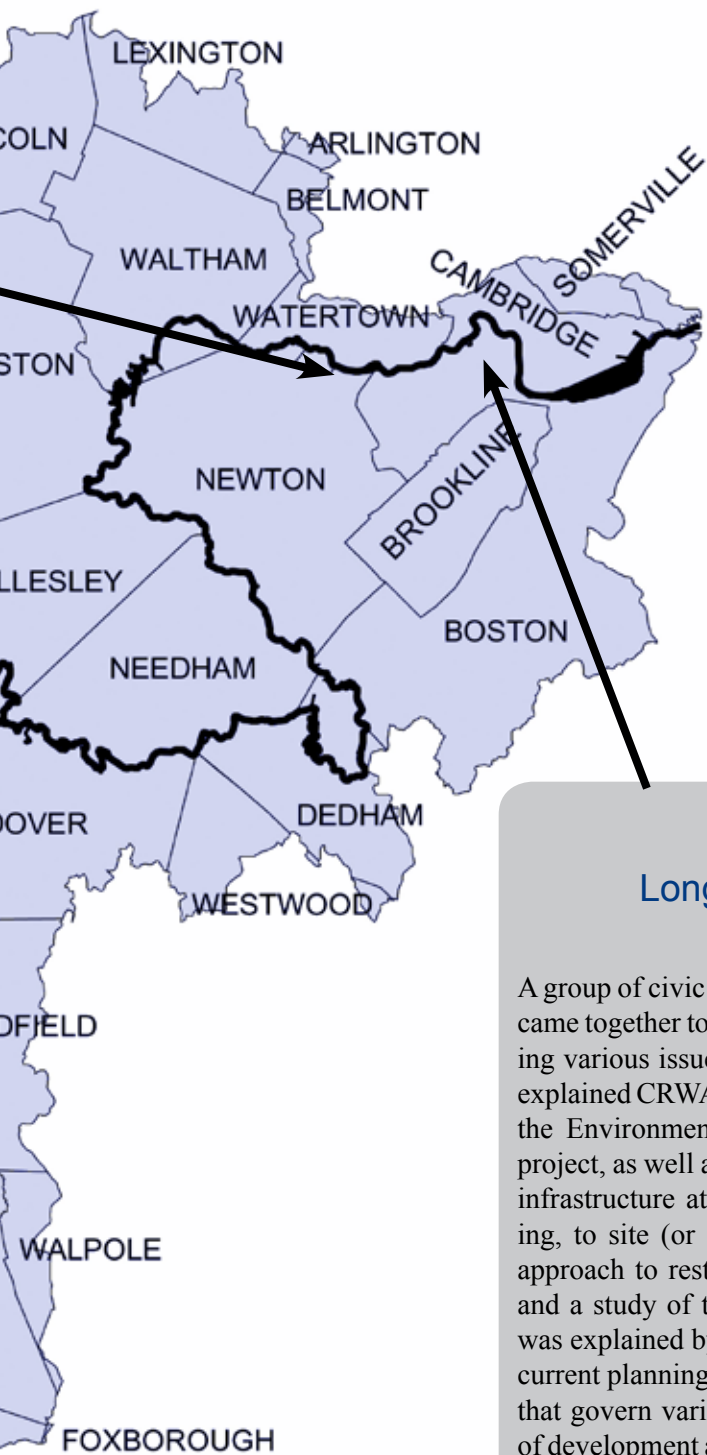 LEXINGTON
COLN
ARLINGTON
BELMONT
SOMERVILLE
WALTHAM
CAMBRIDGE
WATERTOWN
STON
NEWTON
BROOKLINE
LLESLEY
BOSTON
NEEDHAM
DEDHAM
OVER
WESTWOOD
Long
A group of civic
came together to
ing various issue
explained CRWA
DFIELD
the Environmen
project, as well a
infrastructure at
ing, to site (or
approach to rest
WALPOLE
and a study of t
was explained b
current planning
that govern vari
of development a
FOXBOROUGH